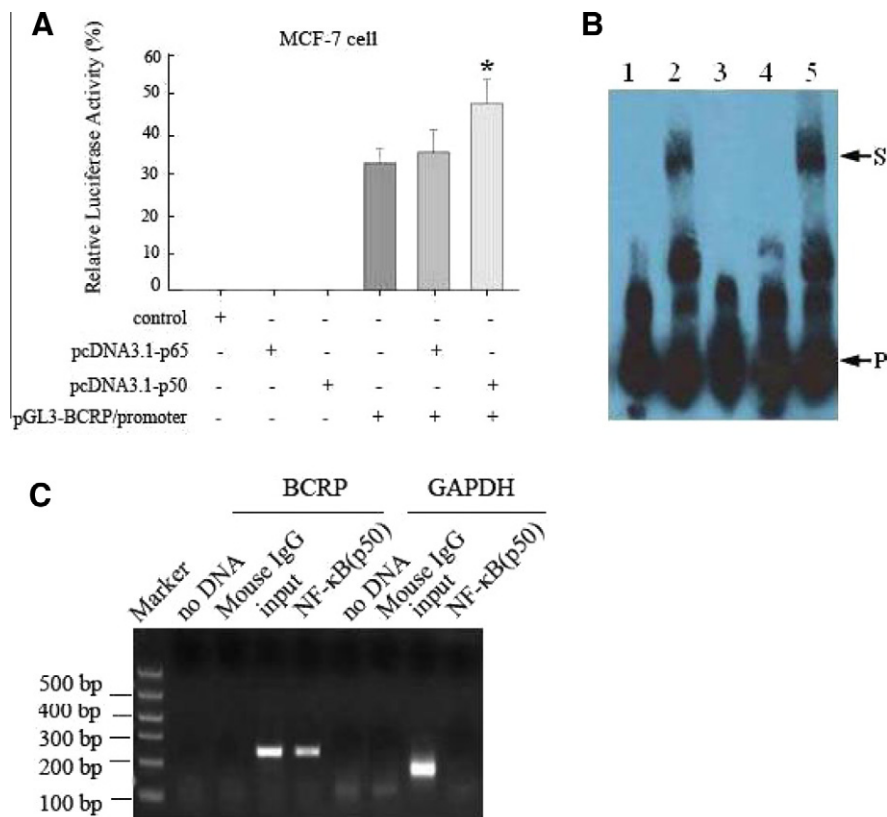 A
MCF-7 cell
Relative Luciferase Activity (%)
60
50
40
30
20
10
0
control + - - - - -
pcDNA3.1-p65 - + - - + -
pcDNA3.1-p50 - - + - - +
pGL3-BCRP/promoter - - - + + +
*
B
1 2 3 4 5
S
P
C
BCRP GAPDH
Marker
no DNA
Mouse IgG
input
NF-κB(p50)
no DNA
Mouse IgG
input
NF-κB(p50)
500 bp
400 bp
300 bp
200 bp
100 bp